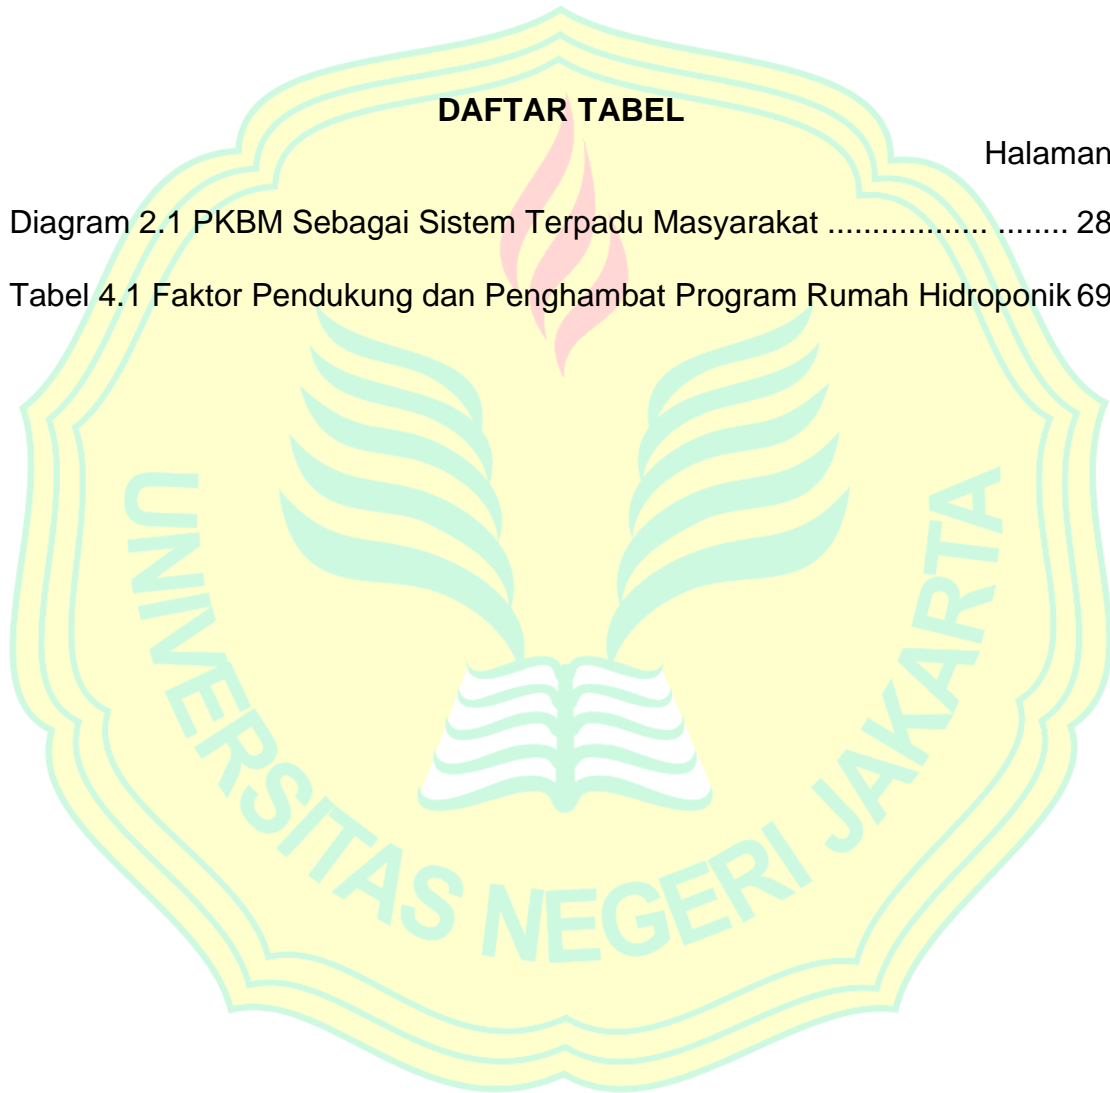 DAFTAR TABEL
Halaman
Diagram 2.1 PKBM Sebagai Sistem Terpadu Masyarakat .................. ........ 28
Tabel 4.1 Faktor Pendukung dan Penghambat Program Rumah Hidroponik 69
UNIVERSITAS NEGERI JAKARTA